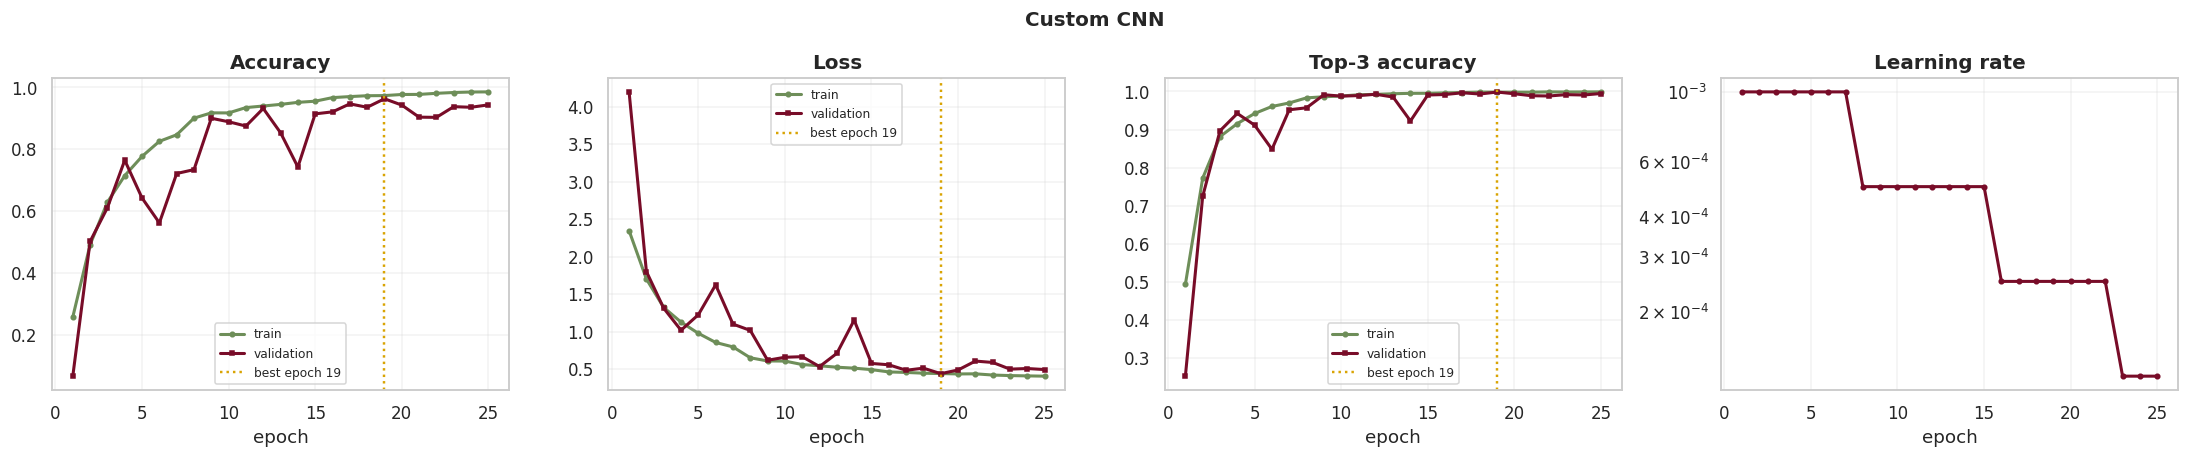 Custom CNN
Accuracy
1.0
0.8
0.6
0.4
0.2
train
validation
best epoch 19
0 5 10 15 20 25
epoch
Loss
4.0
3.5
3.0
2.5
2.0
1.5
1.0
0.5
train
validation
best epoch 19
0 5 10 15 20 25
epoch
Top-3 accuracy
1.0
0.9
0.8
0.7
0.6
0.5
0.4
0.3
train
validation
best epoch 19
0 5 10 15 20 25
epoch
Learning rate
10⁻³
6 × 10⁻⁴
4 × 10⁻⁴
3 × 10⁻⁴
2 × 10⁻⁴
0 5 10 15 20 25
epoch